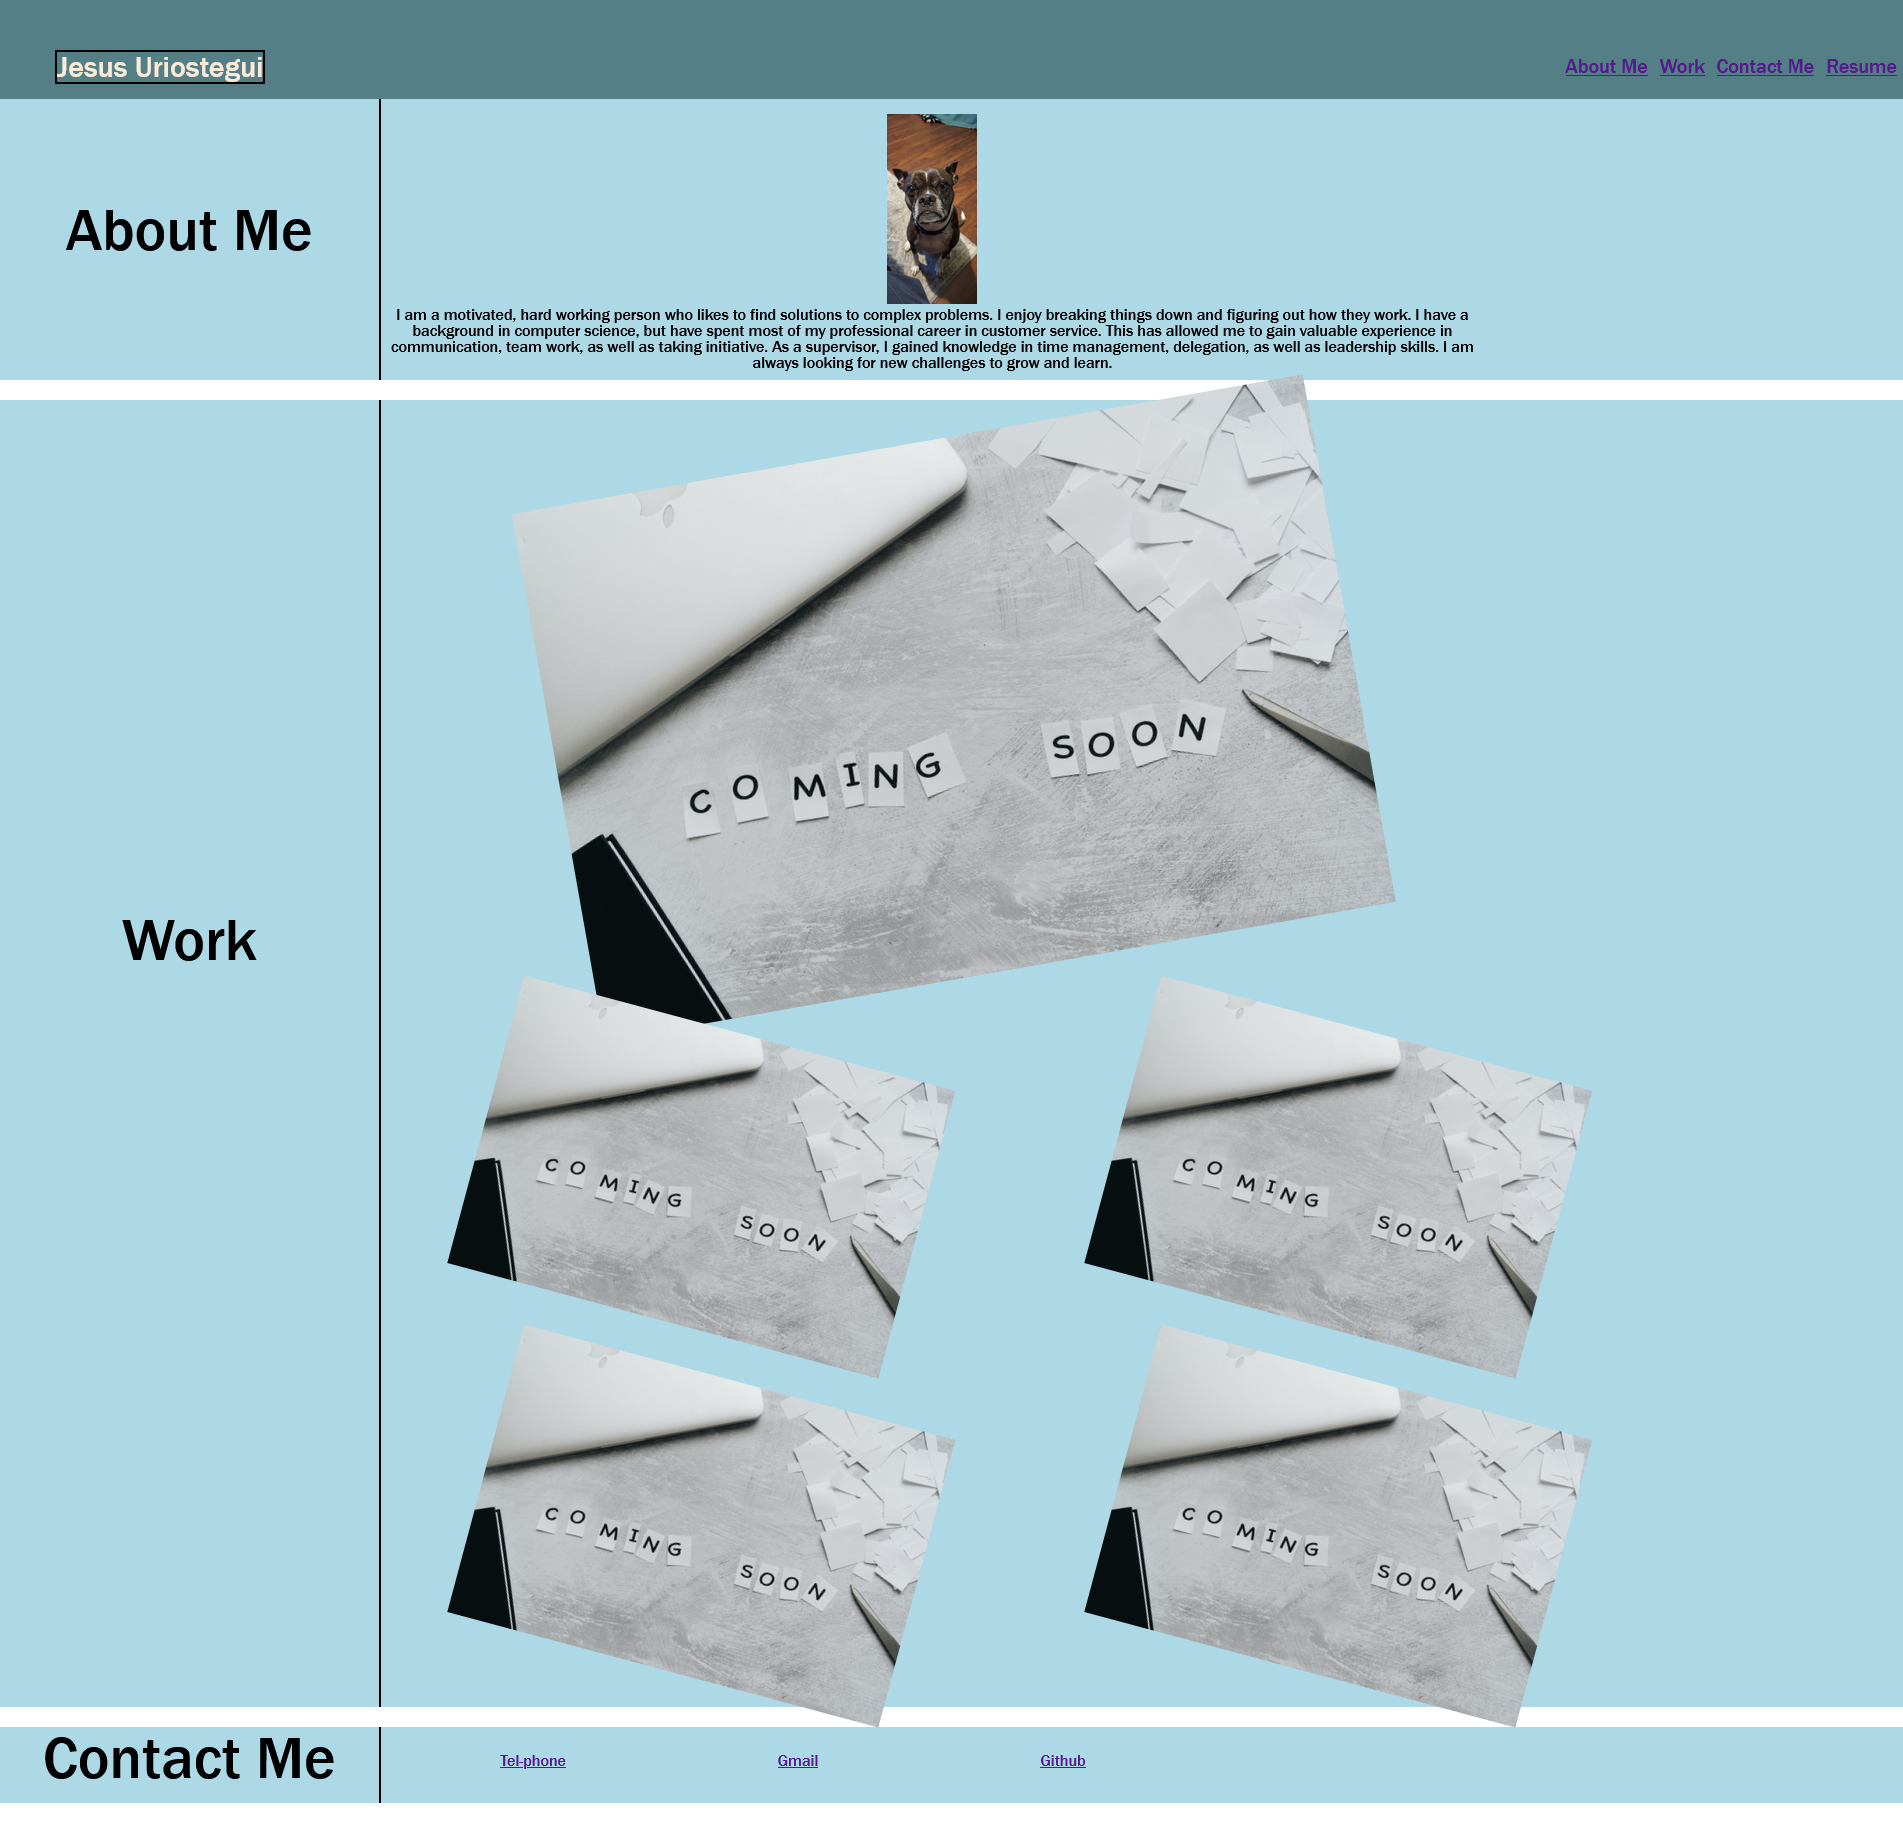 Jesus Uriostegui
About Me Work Contact Me Resume
About Me
I am a motivated, hard working person who likes to find solutions to complex problems. I enjoy breaking things down and figuring out how they work. I have a
background in computer science, but have spent most of my professional career in customer service. This has allowed me to gain valuable experience in
communication, team work, as well as taking initiative. As a supervisor, I gained knowledge in time management, delegation, as well as leadership skills. I am
always looking for new challenges to grow and learn.
Work
COMING SOON
COMING SOON
COMING SOON
COMING SOON
COMING SOON
Contact Me
Tel-phone Gmail Github